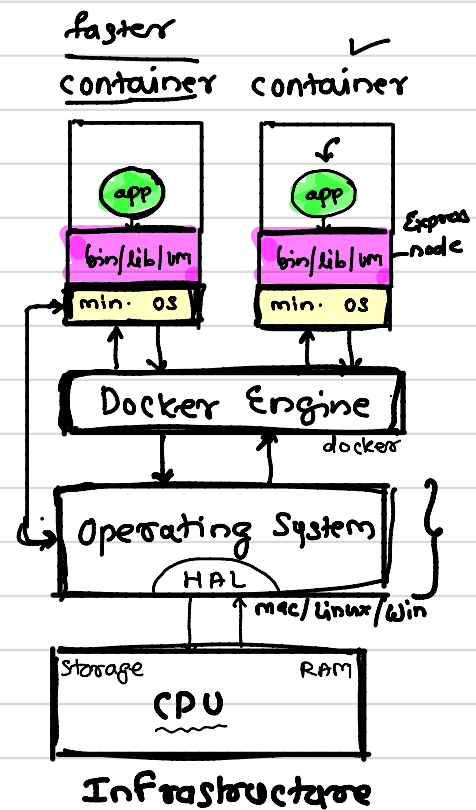 faster
container container
app app
Express
node
bin/lib/vm bin/lib/vm
min. OS min. OS
Docker Engine
docker
Operating System
HAL
mac/Linux/Win
Storage RAM
CPU
Infrastructure